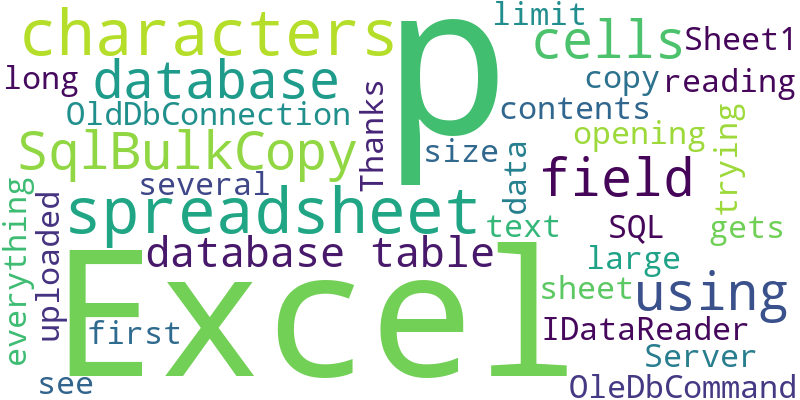 limit
characters
p
cells
Sheet1
long
database
copy
reading
OldDbConnection
Thanks
contents
trying
SqlBulkCopy
size
opening
several
data
field
everything
uploaded
spreadsheet
text
SQL
gets
database table
large
Excel
sheet
using
first
IDataReader
Server
see
OleDbCommand